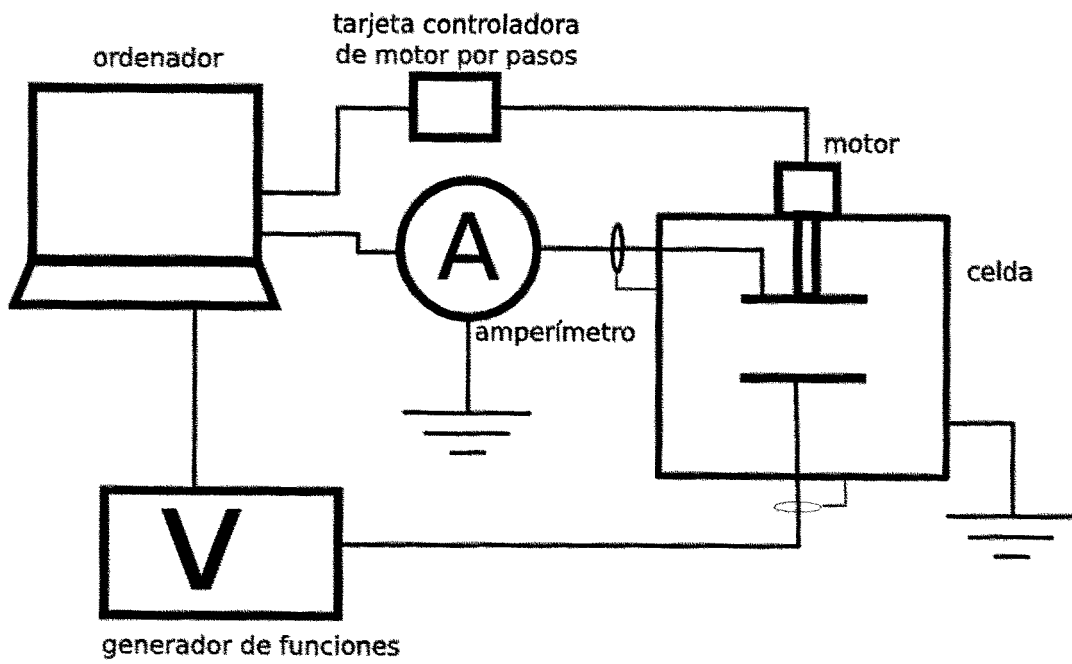 tarjeta controladora
de motor por pasos
ordenador
motor
A
celda
amperímetro
V
generador de funciones